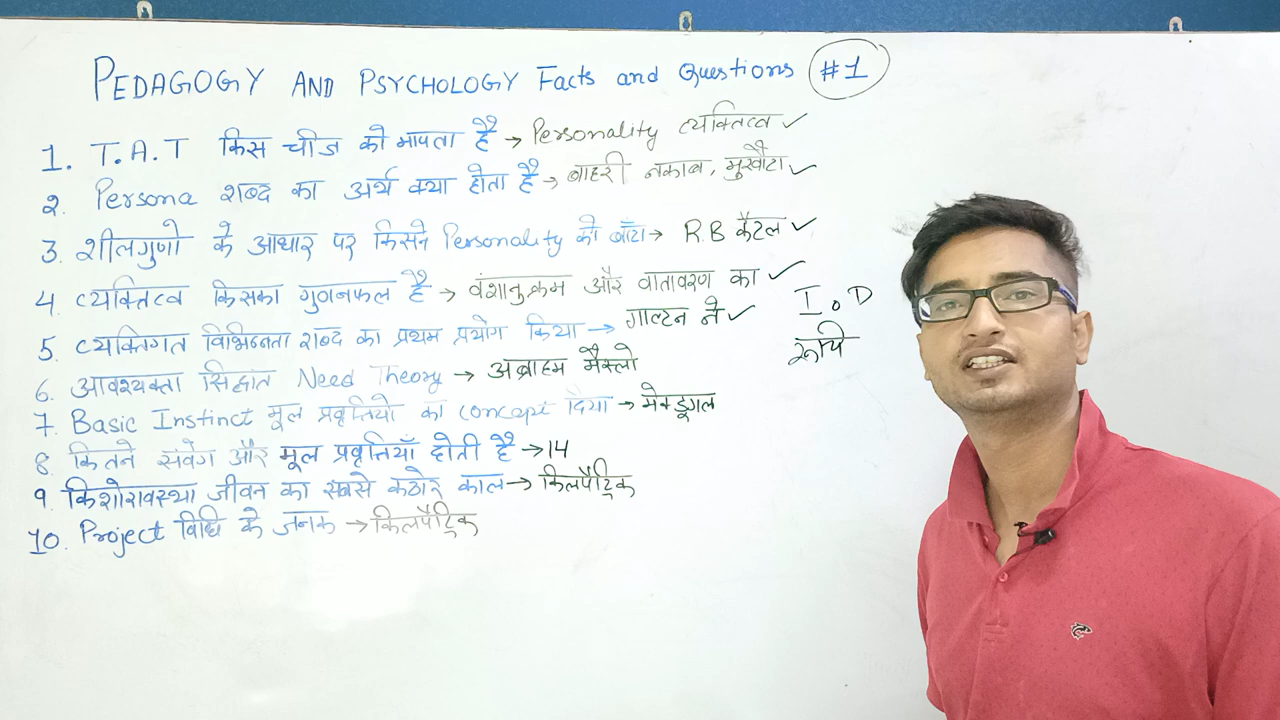 PEDAGOGY AND PSYCHOLOGY Facts and Questions #1
1. T.A.T किस चीज को मापता है → Personality व्यक्तित्व ✓
2. Persona शब्द का अर्थ क्या होता है → बाहरी नकाब, मुखौटा ✓
3. शीलगुणो के आधार पर किसने Personality को बाँटा → R.B कैटल ✓
4. व्यक्तित्व किसका गुणनफल है → वंशानुक्रम और वातावरण का ✓
5. व्यक्तिगत विभिन्नता शब्द का प्रथम प्रयोग किया → गाल्टन ने ✓
I.D
रूचि
6. आवश्यक्ता सिद्धांत Need Theory → अब्राहम मैस्लो
7. Basic Instinct मूल प्रवृत्तियो का concept दिया → मेक्डूगल
8. कितने संवेग और मूल प्रवृत्तियाँ होती है → 14
9. किशोरावस्था जीवन का सबसे कठोर काल → किलपैट्रिक
10. Project विधि के जनक → किलपैट्रिक